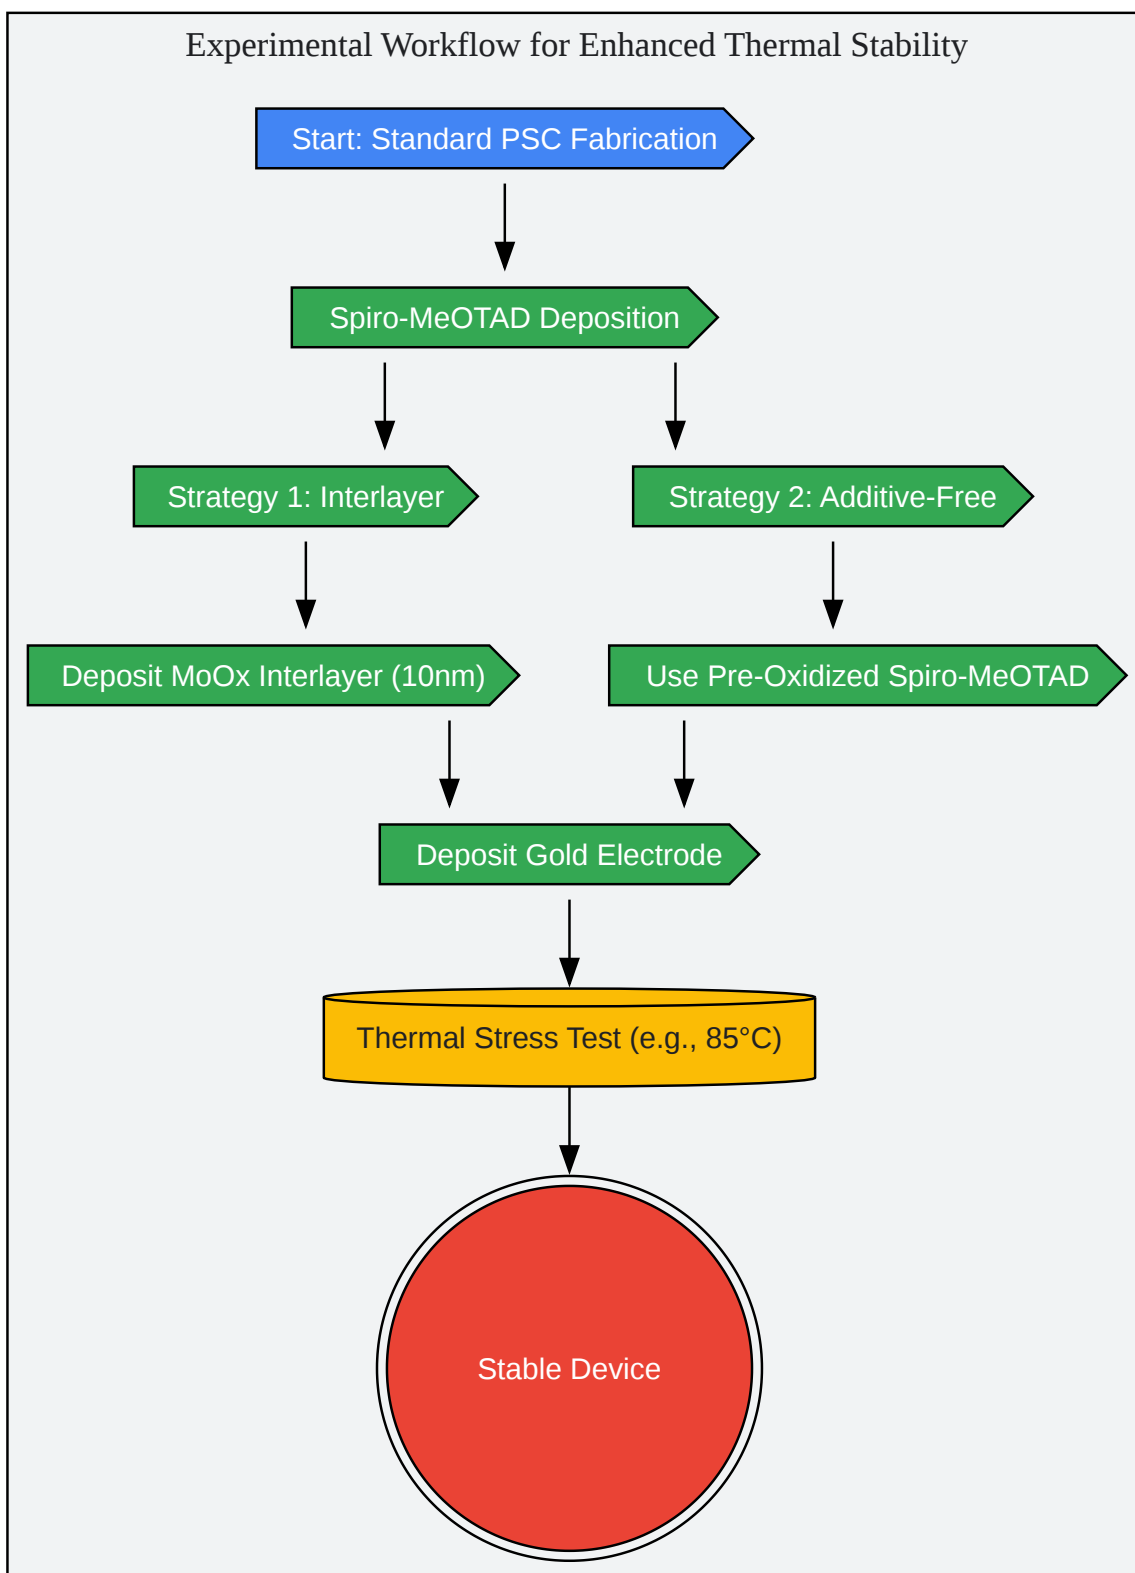 Experimental Workflow for Enhanced Thermal Stability
Start: Standard PSC Fabrication
Spiro-MeOTAD Deposition
Strategy 1: Interlayer
Strategy 2: Additive-Free
Deposit MoOx Interlayer (10nm)
Use Pre-Oxidized Spiro-MeOTAD
Deposit Gold Electrode
Thermal Stress Test (e.g., 85°C)
Stable Device